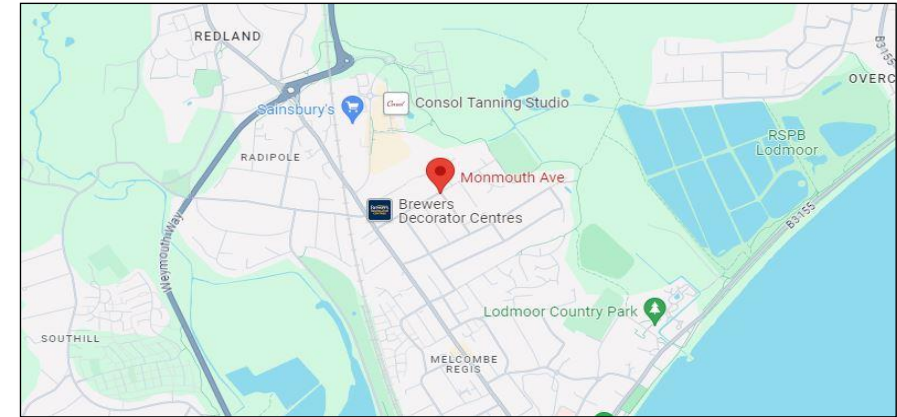 REDLAND
OVERC
B3155
Sainsbury's
Consol
Consol Tanning Studio
RSPB
Lodmoor
RADIPOLE
Monmouth Ave
Brewers
Decorator Centres
B3155
Weymouth Way
Lodmoor Country Park
SOUTHILL
MELCOMBE
REGIS